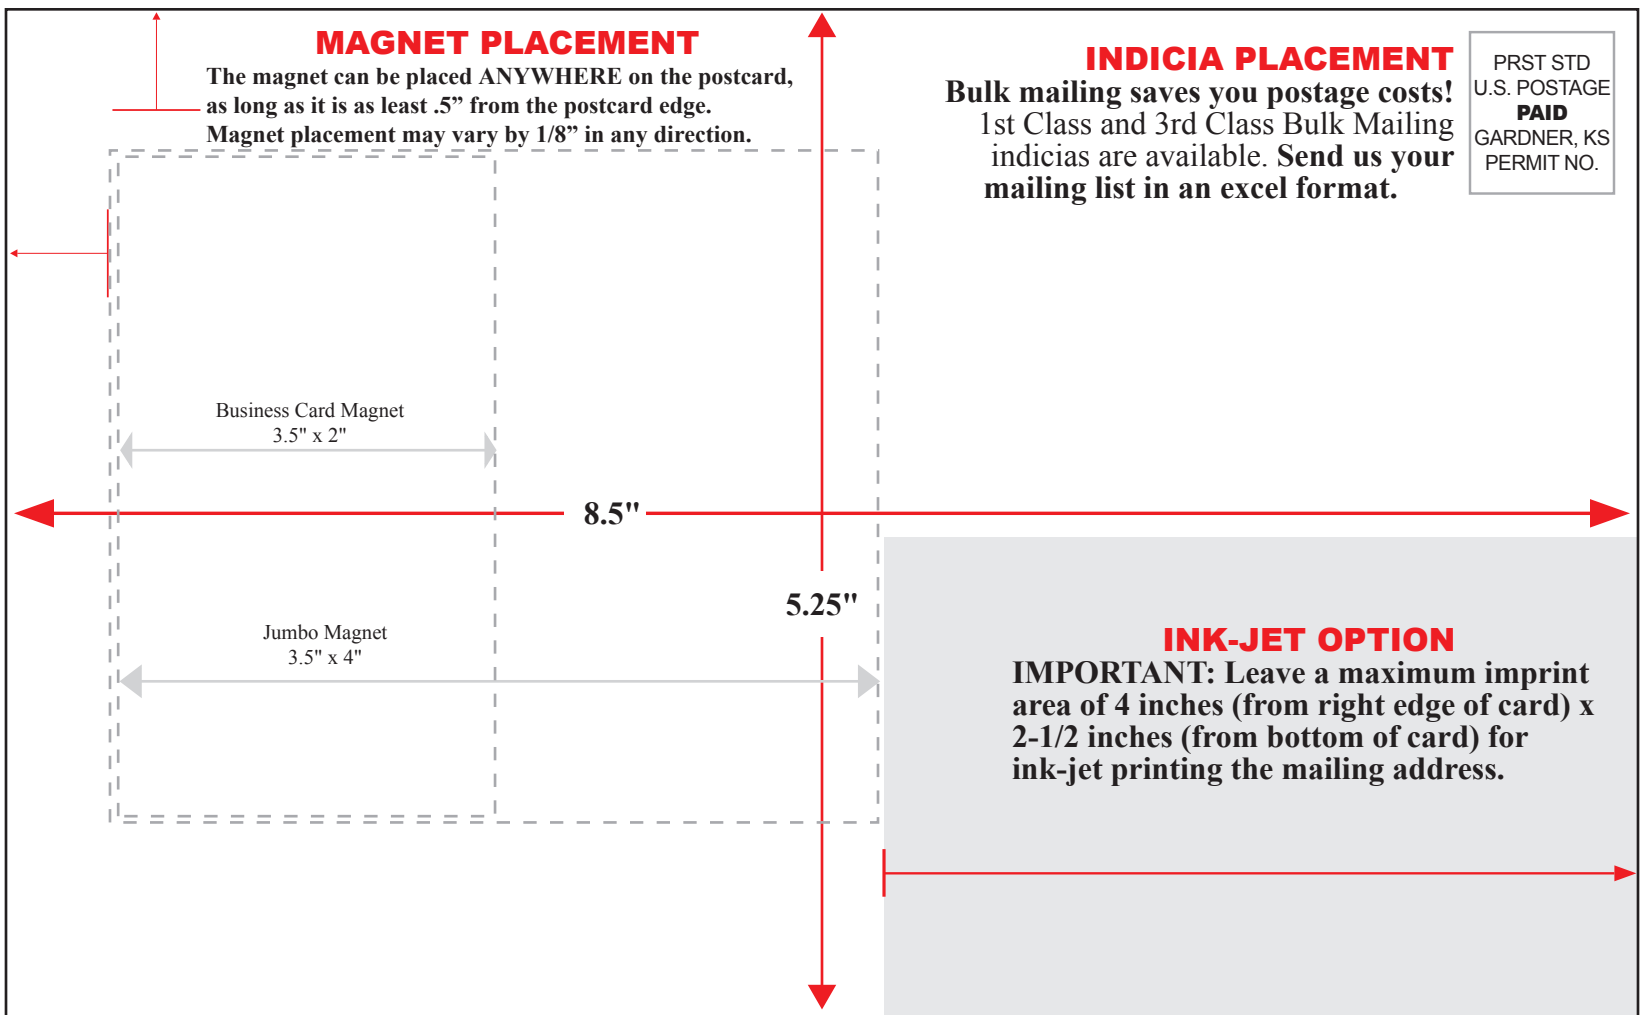 MAGNET PLACEMENT
The magnet can be placed ANYWHERE on the postcard,
as long as it is as least .5” from the postcard edge.
Magnet placement may vary by 1/8” in any direction.
INDICIA PLACEMENT
Bulk mailing saves you postage costs!
1st Class and 3rd Class Bulk Mailing
indicias are available. Send us your
mailing list in an excel format.
PRST STD
U.S. POSTAGE
PAID
GARDNER, KS
PERMIT NO.
Business Card Magnet
3.5" x 2"
8.5"
5.25"
Jumbo Magnet
3.5" x 4"
INK-JET OPTION
IMPORTANT: Leave a maximum imprint
area of 4 inches (from right edge of card) x
2-1/2 inches (from bottom of card) for
ink-jet printing the mailing address.